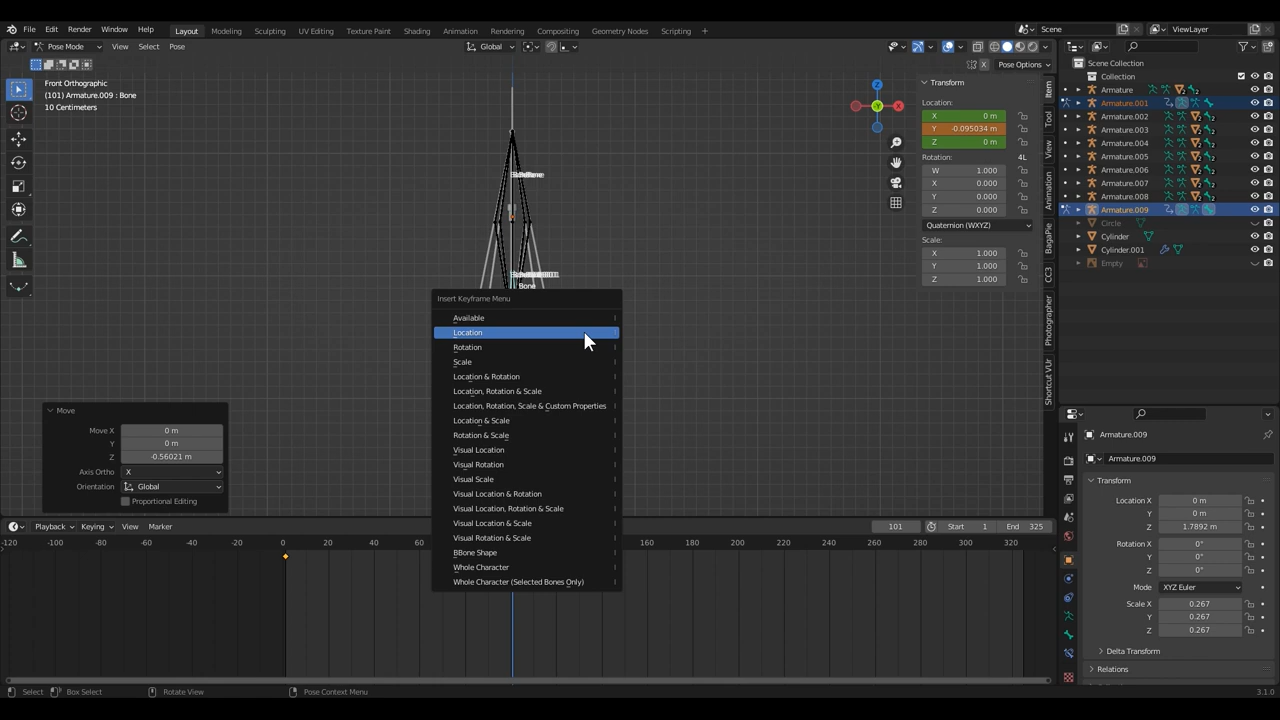 File Edit Render Window Help Layout Modeling Sculpting UV Editing Texture Paint Shading Animation Rendering Compositing Geometry Nodes Scripting + Scene ViewLayer
Pose Mode View Select Pose Global
X Pose Options
Front Orthographic
(101) Armature.009 : Bone
10 Centimeters
Z
X
Y
Bone
Transform
Location:
X 0 m
Y -0.095034 m
Z 0 m
Rotation: 4L
W 1.000
X 0.000
Y 0.000
Z 0.000
Quaternion (WXYZ)
Scale:
X 1.000
Y 1.000
Z 1.000
Item
Tool
View
Animation
BagaPie
CC3
Photographer
Shortcut VUr
Scene Collection
Collection
Armature
Armature.001
Armature.002
Armature.003
Armature.004
Armature.005
Armature.006
Armature.007
Armature.008
Armature.009
Circle
Cylinder
Cylinder.001
Empty
Insert Keyframe Menu
Available
Location
Rotation
Scale
Location & Rotation
Location, Rotation & Scale
Location, Rotation, Scale & Custom Properties
Location & Scale
Rotation & Scale
Visual Location
Visual Rotation
Visual Scale
Visual Location & Rotation
Visual Location, Rotation & Scale
Visual Location & Scale
Visual Rotation & Scale
BBone Shape
Whole Character
Whole Character (Selected Bones Only)
Move
Move X 0 m
Y 0 m
Z -0.56021 m
Axis Ortho X
Orientation Global
Proportional Editing
Armature.009
Armature.009
Transform
Location X 0 m
Y 0 m
Z 1.7892 m
Rotation X 0°
Y 0°
Z 0°
Mode XYZ Euler
Scale X 0.267
Y 0.267
Z 0.267
Delta Transform
Relations
Playback Keying View Marker 101 Start 1 End 325
-120 -100 -80 -60 -40 -20 0 20 40 60 160 180 200 220 240 260 280 300 320
Select Box Select Rotate View Pose Context Menu 3.1.0